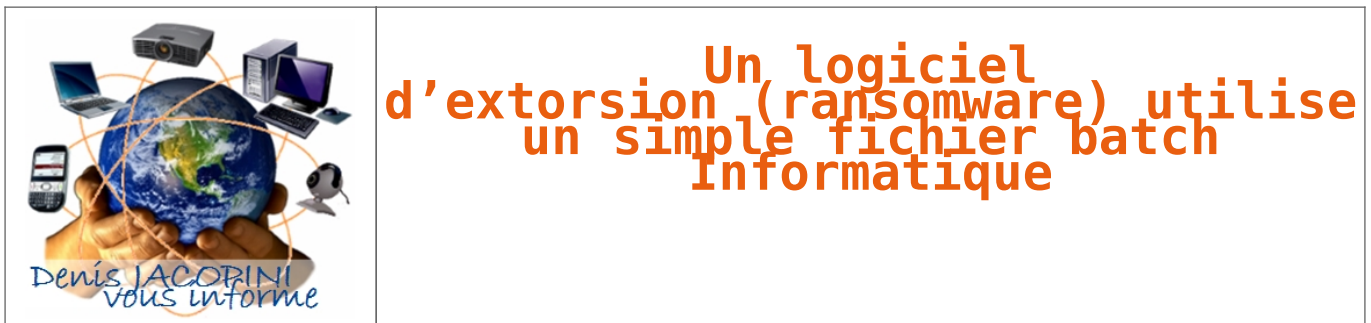 Denis JACOPINI
vous informe
Un logiciel
d’extorsion (ransomware) utilise
un simple fichier batch
Informatique